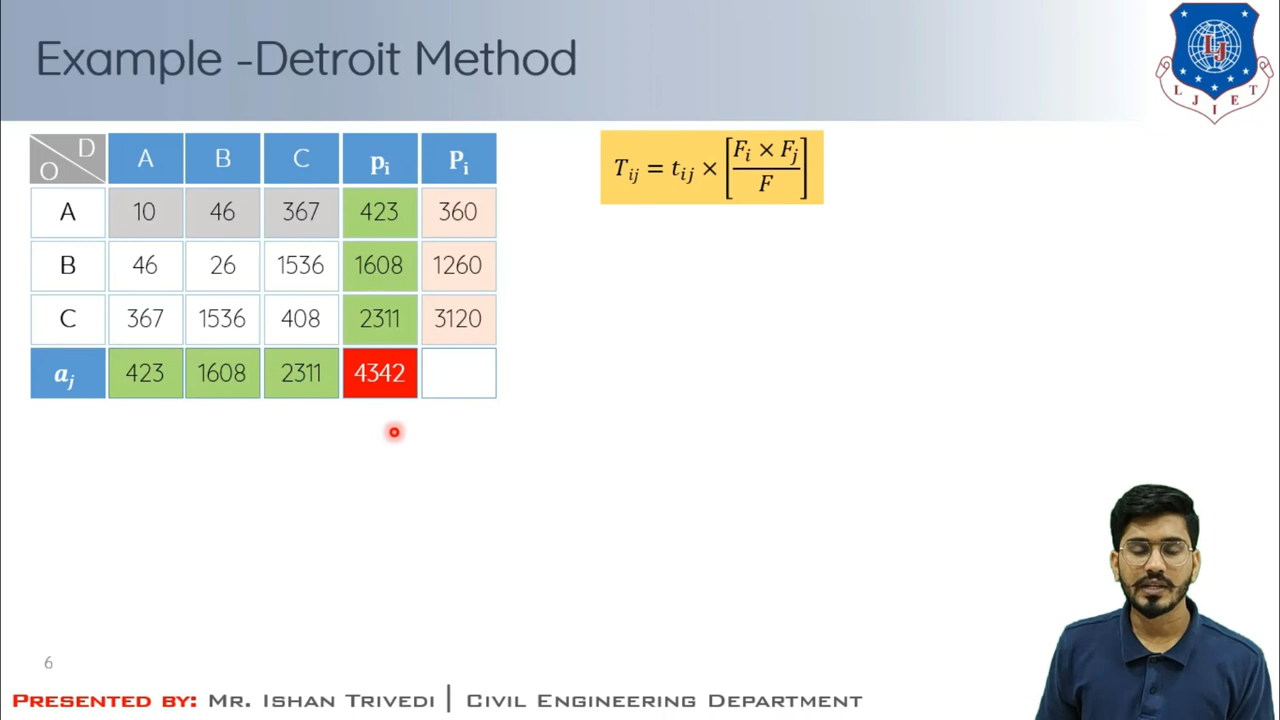 Example -Detroit Method
LJIET
D
O
A B C pᵢ Pᵢ
A 10 46 367 423 360
B 46 26 1536 1608 1260
C 367 1536 408 2311 3120
aⱼ 423 1608 2311 4342
Tᵢⱼ = tᵢⱼ × [Fᵢ × Fⱼ / F]
6
PRESENTED BY: MR. ISHAN TRIVEDI | CIVIL ENGINEERING DEPARTMENT